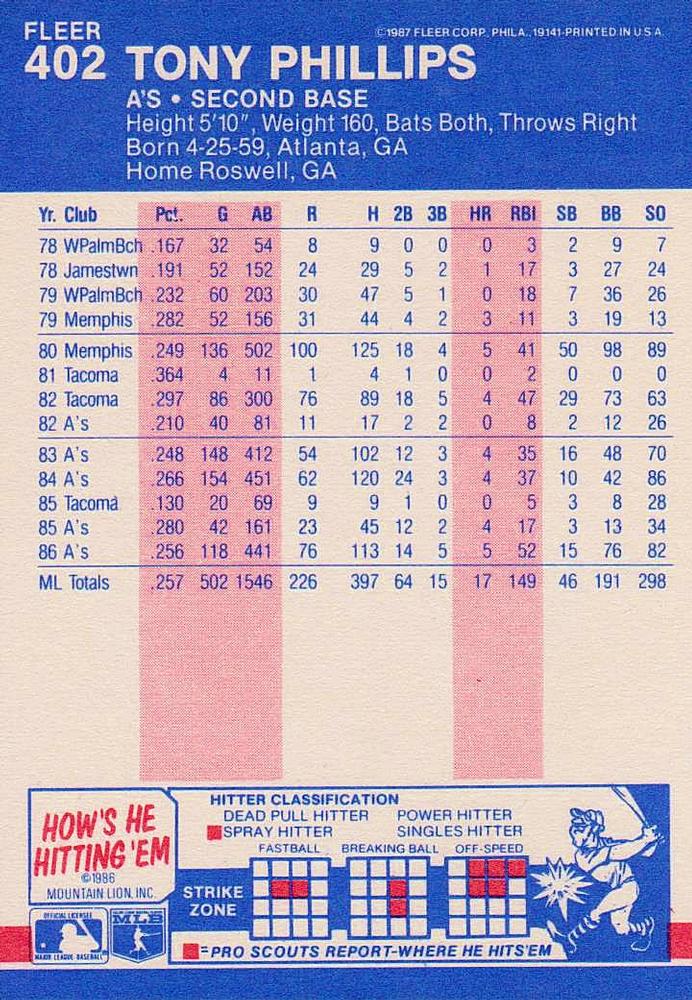 FLEER
©1987 FLEER CORP., PHILA., 19141-PRINTED IN U.S.A.
402 TONY PHILLIPS
A'S • SECOND BASE
Height 5'10", Weight 160, Bats Both, Throws Right
Born 4-25-59, Atlanta, GA
Home Roswell, GA
Yr. Club Pct. G AB R H 2B 3B HR RBI SB BB SO
78 WPalmBch .167 32 54 8 9 0 0 0 3 2 9 7
78 Jamestwn .191 52 152 24 29 5 2 1 17 3 27 24
79 WPalmBch .232 60 203 30 47 5 1 0 18 7 36 26
79 Memphis .282 52 156 31 44 4 2 3 11 3 19 13
80 Memphis .249 136 502 100 125 18 4 5 41 50 98 89
81 Tacoma .364 4 11 1 4 1 0 0 2 0 0 0
82 Tacoma .297 86 300 76 89 18 5 4 47 29 73 63
82 A's .210 40 81 11 17 2 2 0 8 2 12 26
83 A's .248 148 412 54 102 12 3 4 35 16 48 70
84 A's .266 154 451 62 120 24 3 4 37 10 42 86
85 Tacoma .130 20 69 9 9 1 0 0 5 3 8 28
85 A's .280 42 161 23 45 12 2 4 17 3 13 34
86 A's .256 118 441 76 113 14 5 5 52 15 76 82
ML Totals .257 502 1546 226 397 64 15 17 149 46 191 298
HOW'S HE
HITTING 'EM
©1986
MOUNTAIN LION, INC.
OFFICIAL LICENSEE
MAJOR LEAGUE BASEBALL
MLB
HITTER CLASSIFICATION
DEAD PULL HITTER POWER HITTER
SPRAY HITTER SINGLES HITTER
FASTBALL BREAKING BALL OFF-SPEED
STRIKE
ZONE
=PRO SCOUTS REPORT-WHERE HE HITS'EM